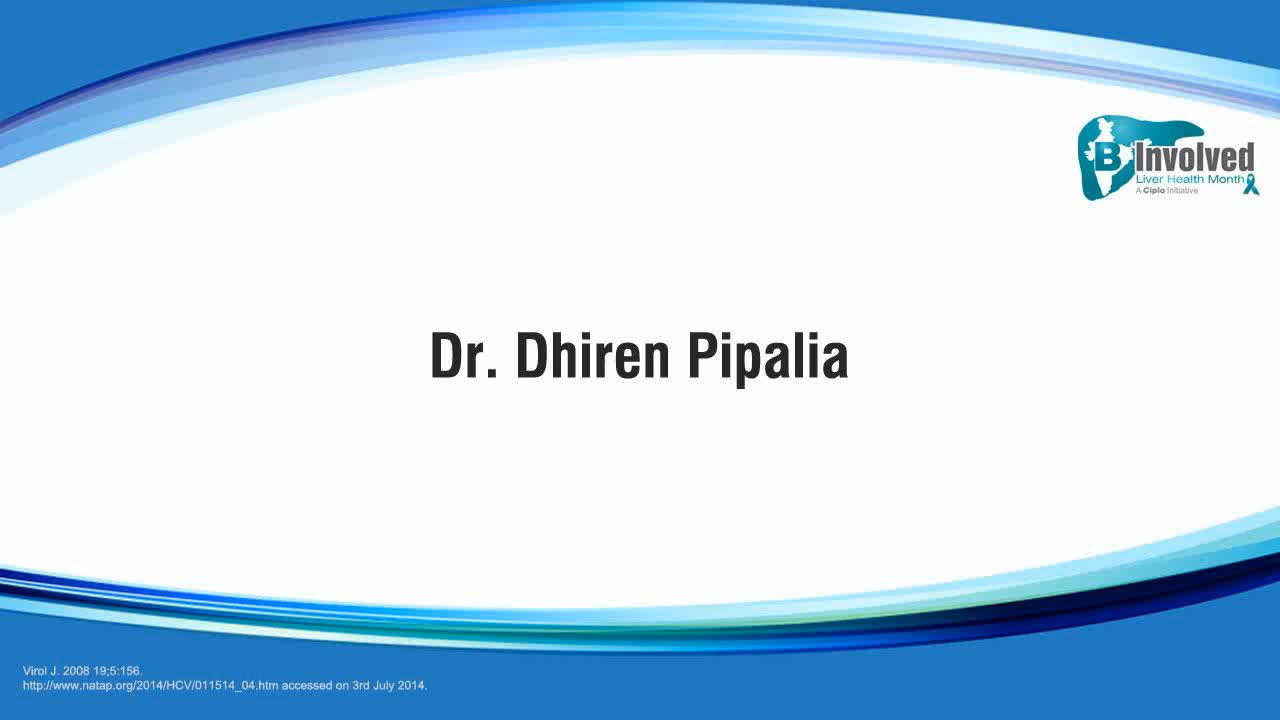 B Involved
Liver Health Month
A Cipla Initiative
Dr. Dhiren Pipalia
Virol J. 2008 19;5:156.
http://www.natap.org/2014/HCV/011514_04.htm accessed on 3rd July 2014.